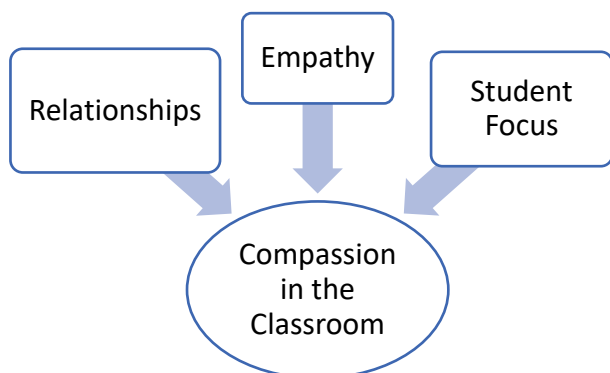 Relationships
Empathy
Student
Focus
Compassion
in the
Classroom